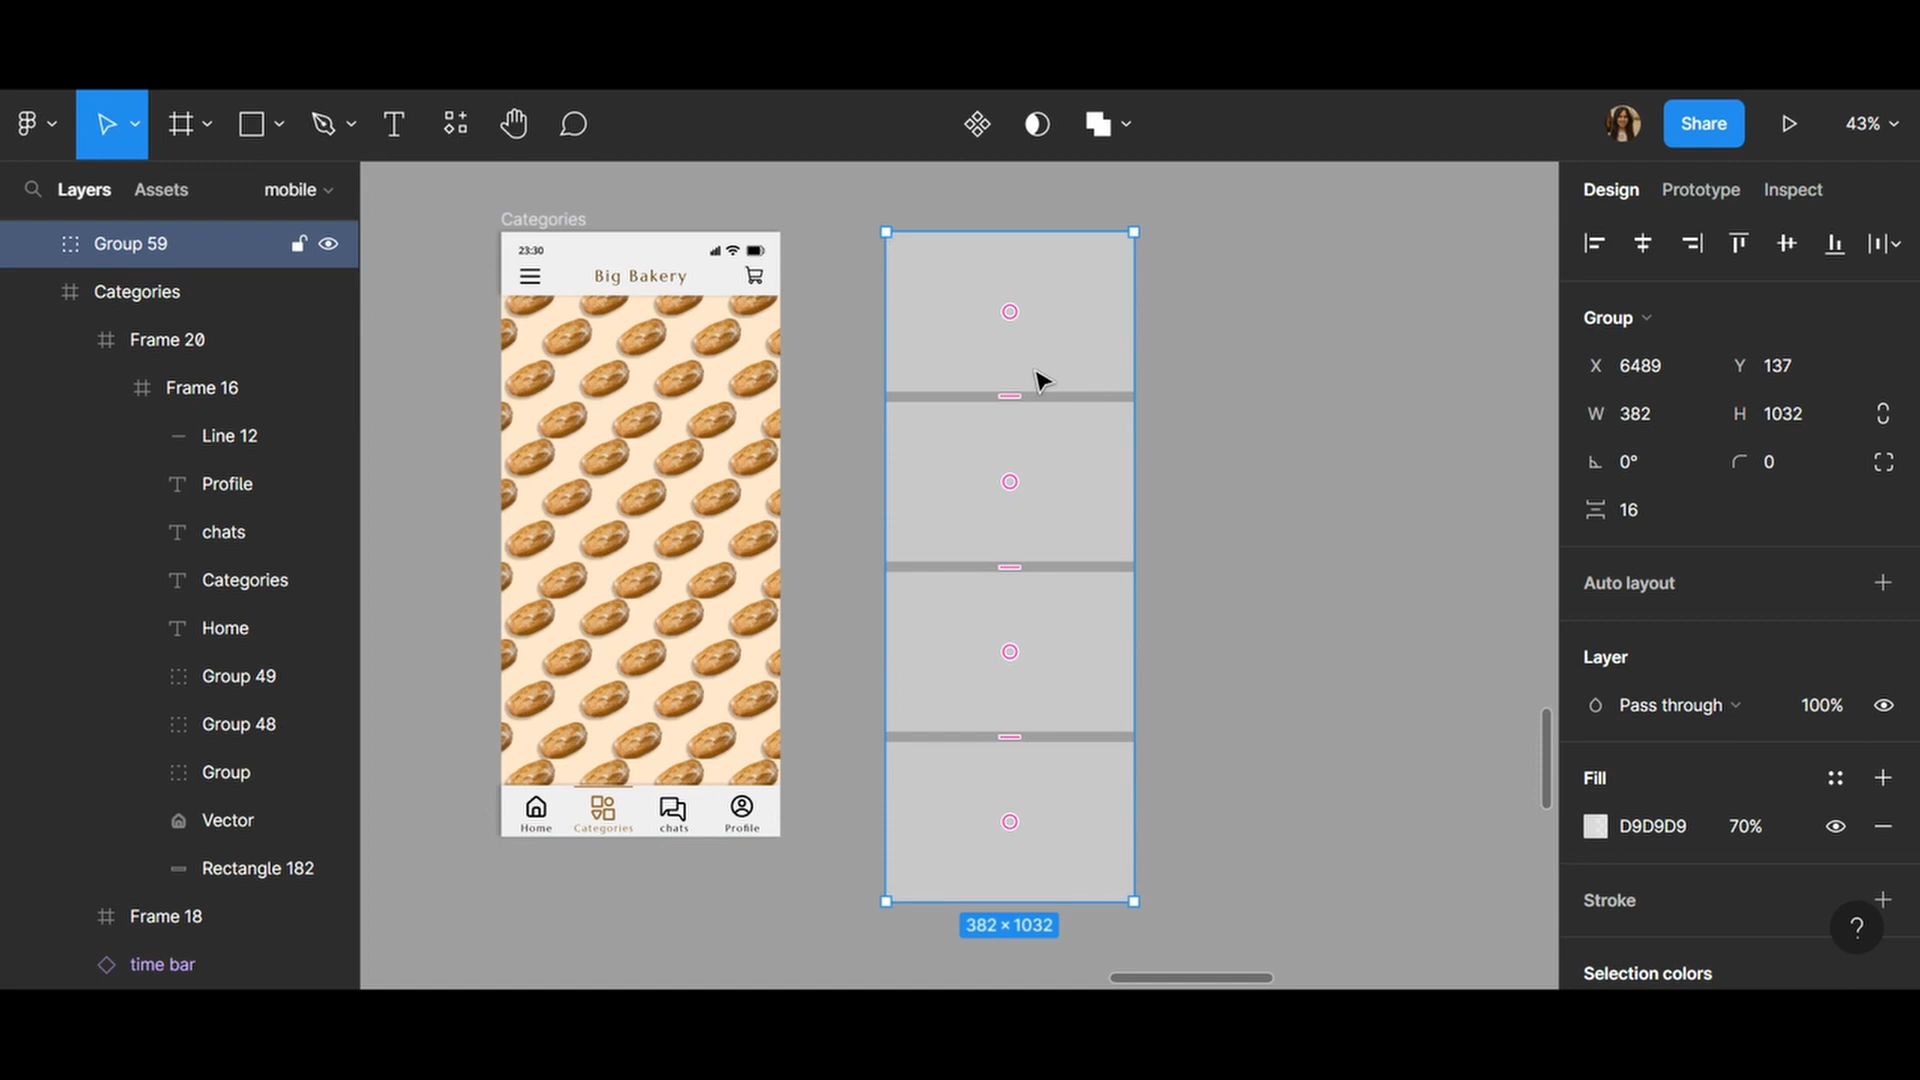 Share
43%
Layers
Assets
mobile
Group 59
Categories
Frame 20
Frame 16
Line 12
Profile
chats
Categories
Home
Group 49
Group 48
Group
Vector
Rectangle 182
Frame 18
time bar
Categories
23:30
Big Bakery
Home
Categories
chats
Profile
382 × 1032
Design
Prototype
Inspect
Group
X 6489
Y 137
W 382
H 1032
0°
0
16
Auto layout
Layer
Pass through
100%
Fill
D9D9D9
70%
Stroke
?
Selection colors